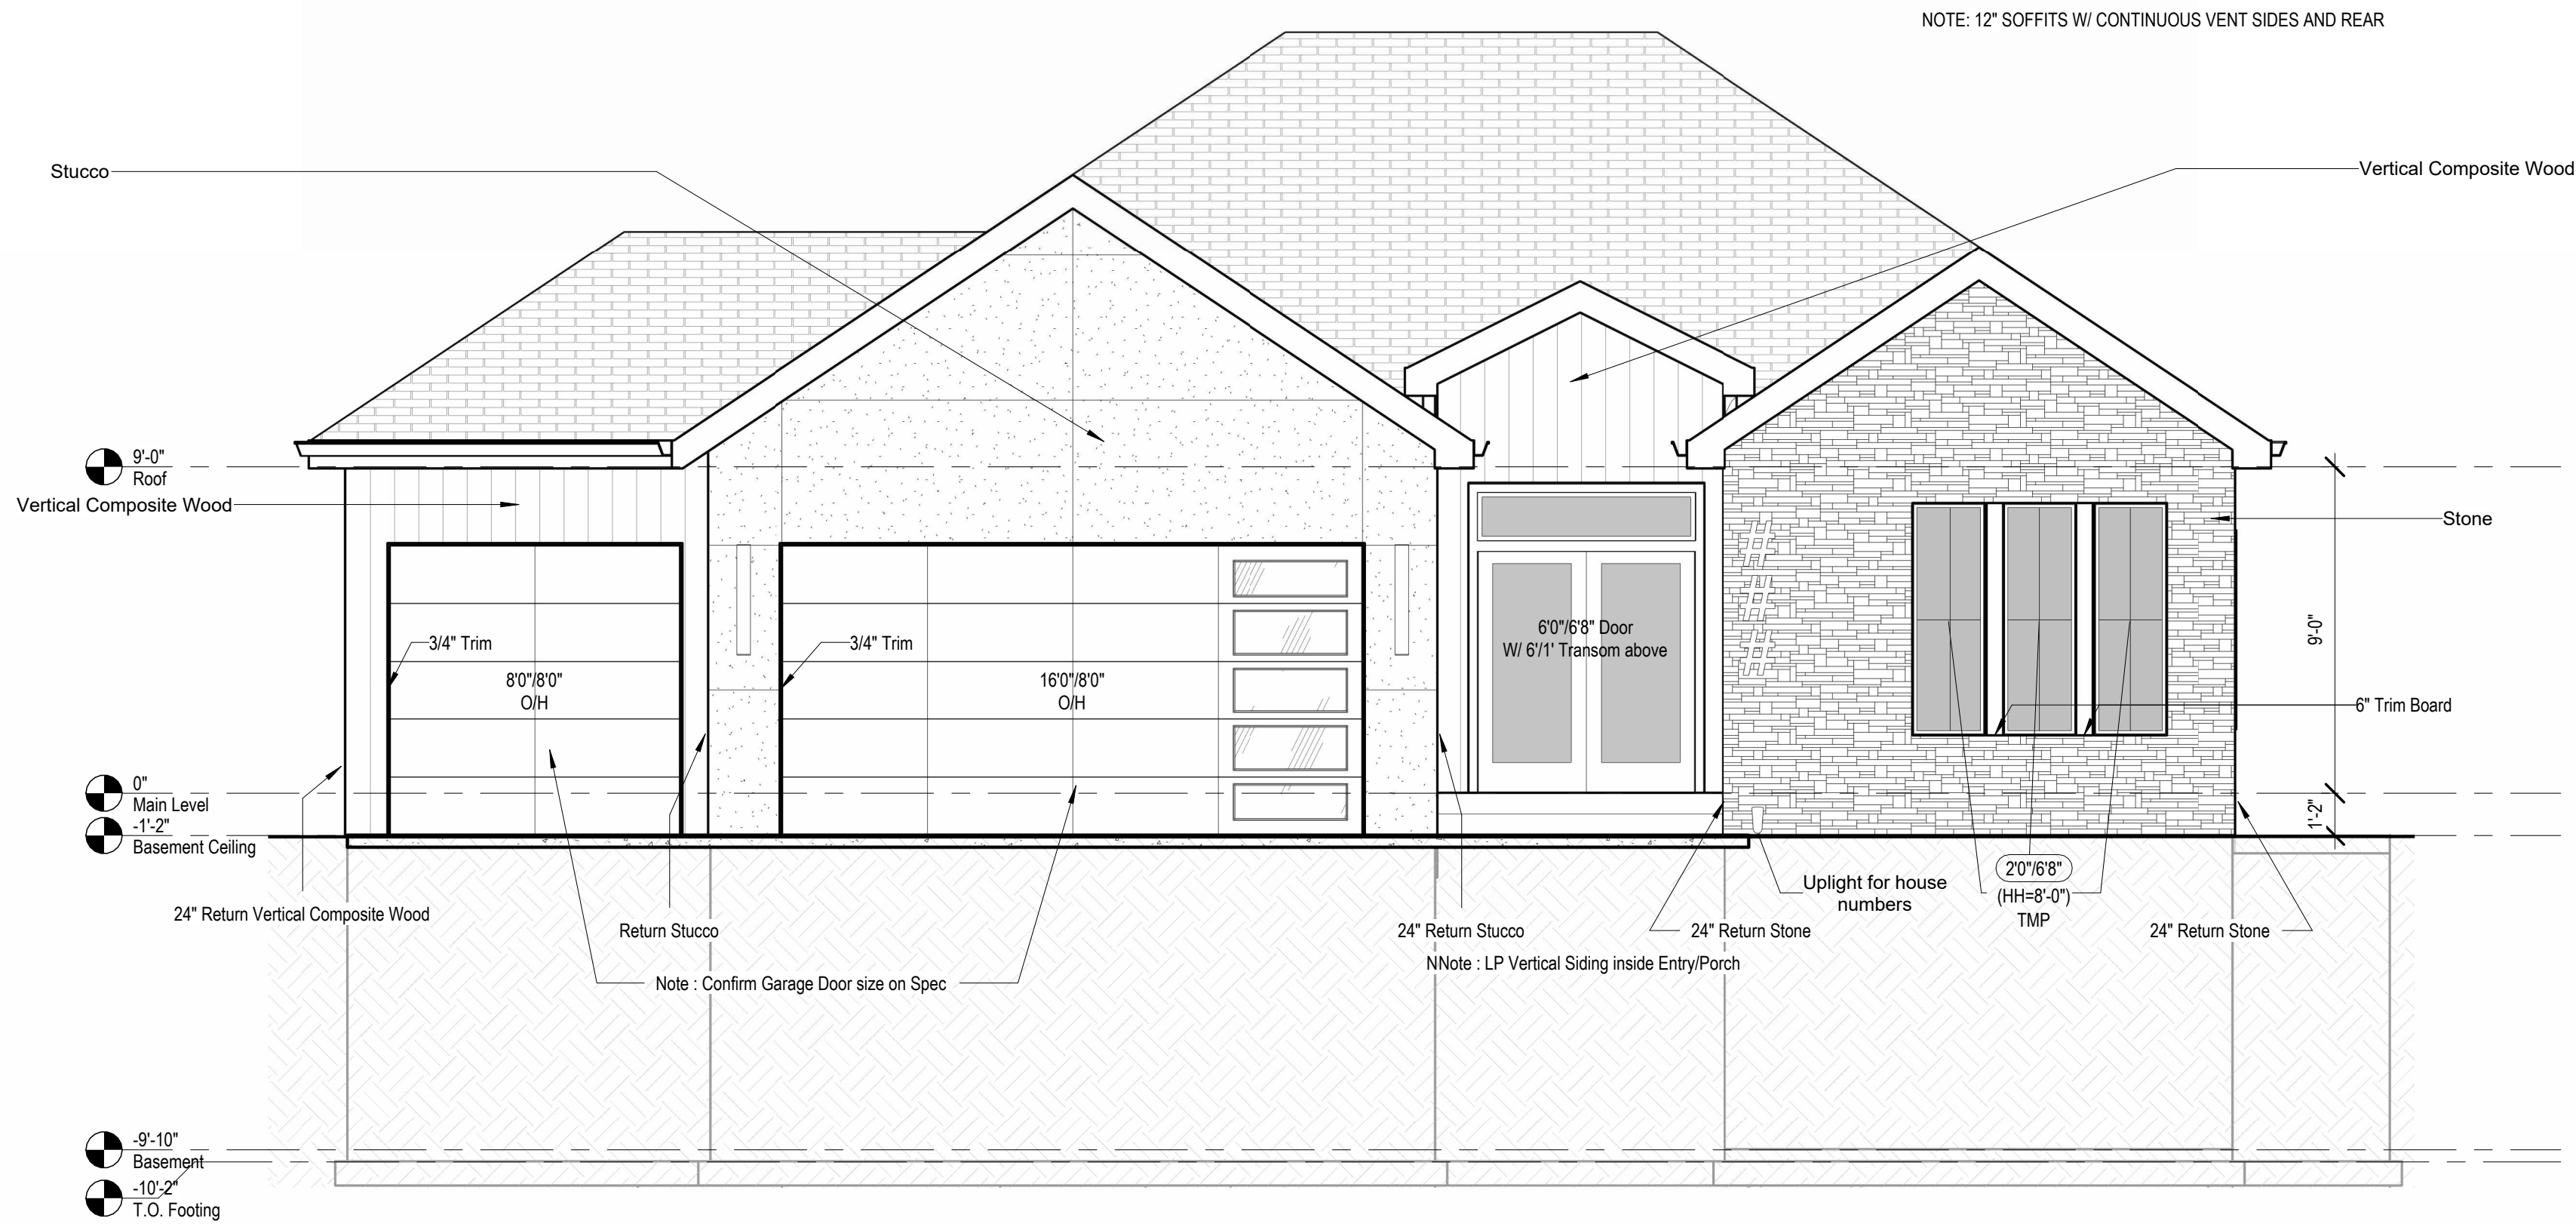 NOTE: 12" SOFFITS W/ CONTINUOUS VENT SIDES AND REAR
Stucco
Vertical Composite Wood
9'-0"
Roof
Vertical Composite Wood
Stone
3/4" Trim
3/4" Trim
8'0"/8'0"
O/H
16'0"/8'0"
O/H
6'0"/6'8" Door
W/ 6'/1' Transom above
###
9'-0"
6" Trim Board
0"
Main Level
-1'-2"
Basement Ceiling
1'-2"
24" Return Vertical Composite Wood
Return Stucco
24" Return Stucco
24" Return Stone
Uplight for house
numbers
2'0"/6'8"
(HH=8'-0")
TMP
24" Return Stone
NNote : LP Vertical Siding inside Entry/Porch
Note : Confirm Garage Door size on Spec
-9'-10"
Basement
-10'-2"
T.O. Footing